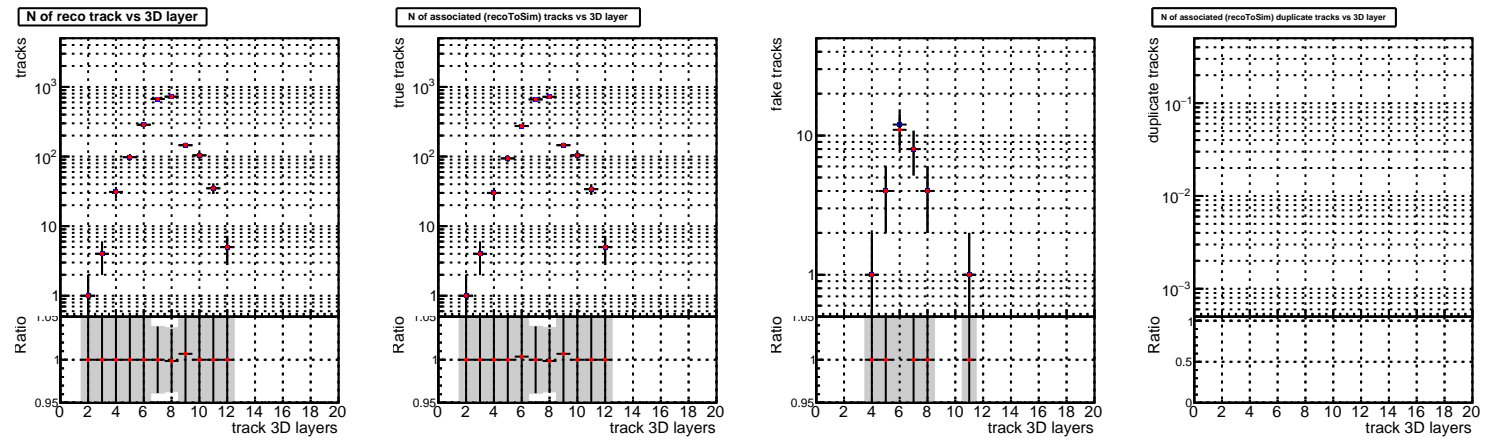 N of reco track vs 3D layer
tracks
10³
10²
10
1
Ratio
1.05
1
0.95
0 2 4 6 8 10 12 14 16 18 20
track 3D layers
N of associated (recoToSim) tracks vs 3D layer
true tracks
10³
10²
10
1
Ratio
1.05
1
0.95
0 2 4 6 8 10 12 14 16 18 20
track 3D layers
fake tracks
10
1
Ratio
1.05
1
0.95
0 2 4 6 8 10 12 14 16 18 20
track 3D layers
N of associated (recoToSim) duplicate tracks vs 3D layer
duplicate tracks
10⁻¹
10⁻²
10⁻³
Ratio
1
0.5
0
0 2 4 6 8 10 12 14 16 18 20
track 3D layers